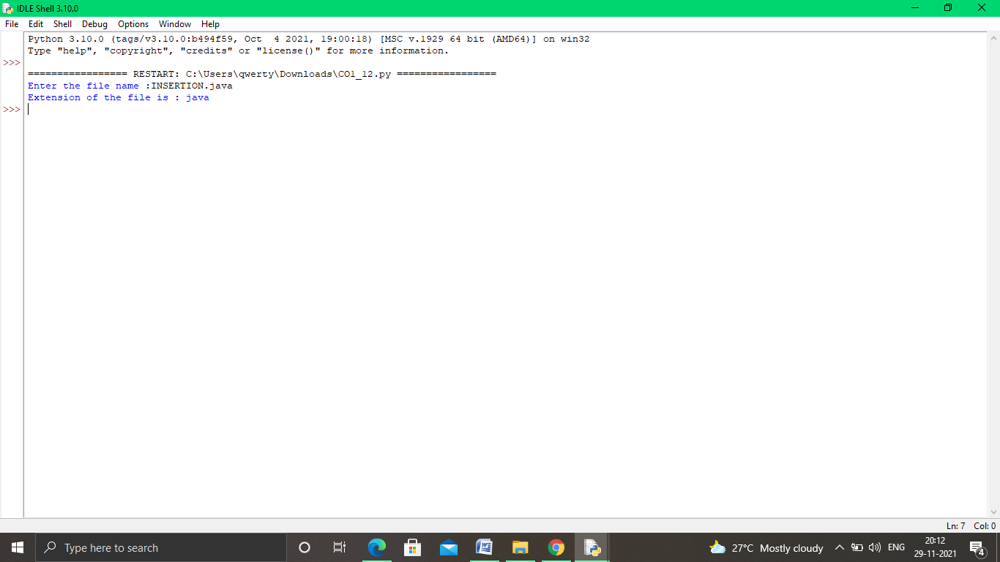 IDLE Shell 3.10.0
File Edit Shell Debug Options Window Help
Python 3.10.0 (tags/v3.10.0:b494f59, Oct  4 2021, 19:00:18) [MSC v.1929 64 bit (AMD64)] on win32
Type "help", "copyright", "credits" or "license()" for more information.
>>>
================= RESTART: C:\Users\qwerty\Downloads\CO1_12.py =================
Enter the file name :INSERTION.java
Extension of the file is : java
>>>
Ln: 7 Col: 0
Type here to search
27°C Mostly cloudy
ENG
20:12
29-11-2021
4